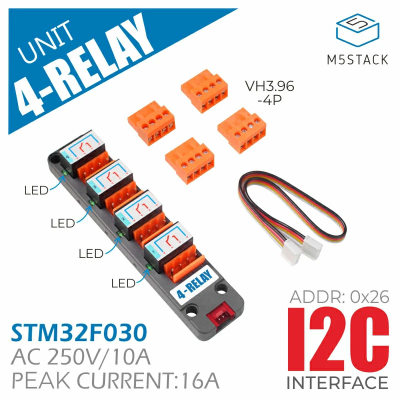 UNIT
4-RELAY
M5STACK
VH3.96
-4P
LED
LED
LED
LED
4-RELAY
STM32F030
AC 250V/10A
PEAK CURRENT:16A
ADDR: 0x26
I2C
INTERFACE